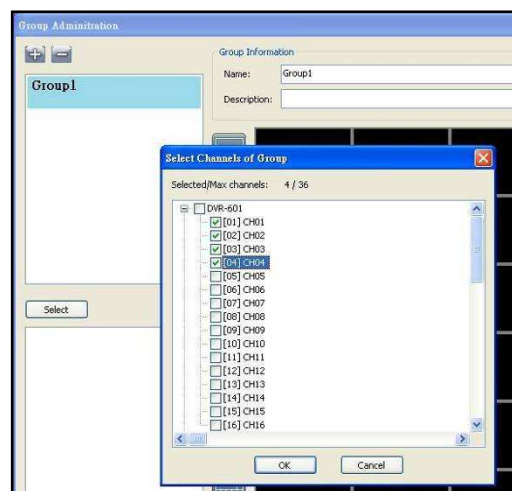 Group Adminitration
Group Information
Name: Group1
Description:
Group1
Select Channels of Group
Selected/Max channels: 4 / 36
DVR-601
[01] CH01
[02] CH02
[03] CH03
[04] CH04
[05] CH05
[06] CH06
[07] CH07
[08] CH08
[09] CH09
[10] CH10
[11] CH11
[12] CH12
[13] CH13
[14] CH14
[15] CH15
[16] CH16
Select
OK Cancel